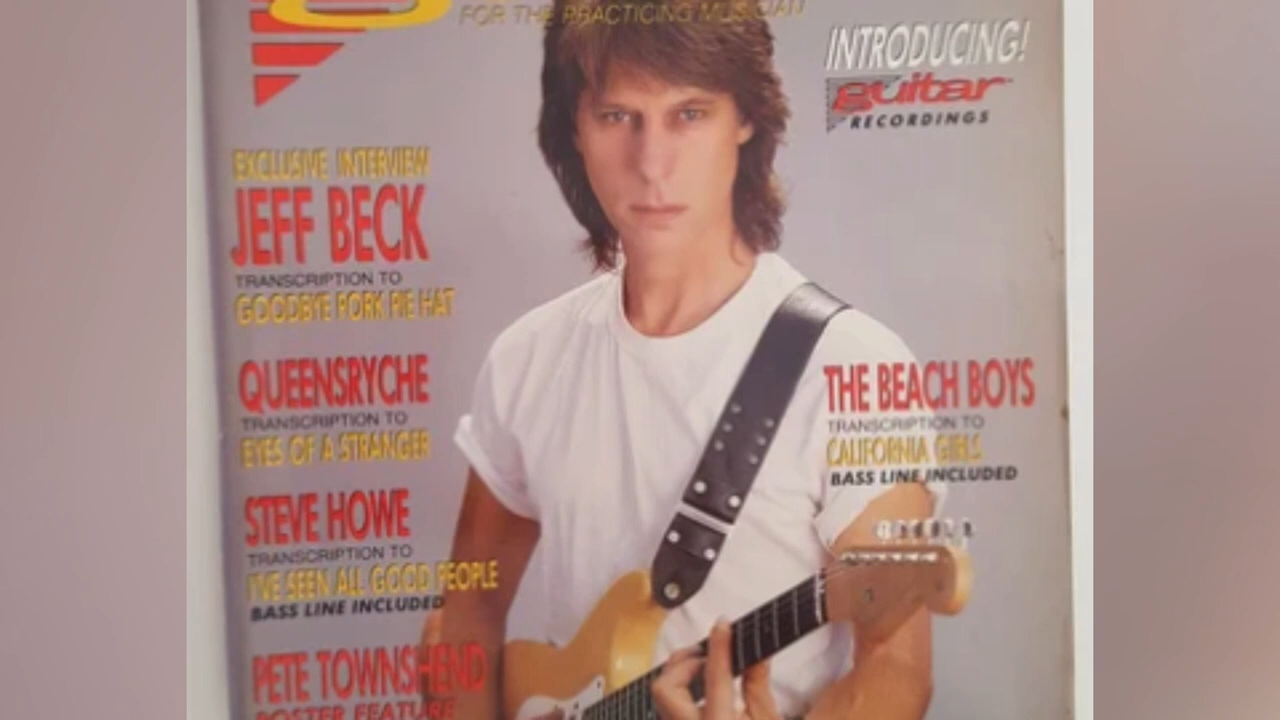 FOR THE PRACTICING MUSICIAN
INTRODUCING!
guitar
RECORDINGS
EXCLUSIVE INTERVIEW
JEFF BECK
TRANSCRIPTION TO
GOODBYE PORK PIE HAT
QUEENSRYCHE
TRANSCRIPTION TO
EYES OF A STRANGER
STEVE HOWE
TRANSCRIPTION TO
I'VE SEEN ALL GOOD PEOPLE
BASS LINE INCLUDED
PETE TOWNSHEND
POSTER FEATURE
THE BEACH BOYS
TRANSCRIPTION TO
CALIFORNIA GIRLS
BASS LINE INCLUDED